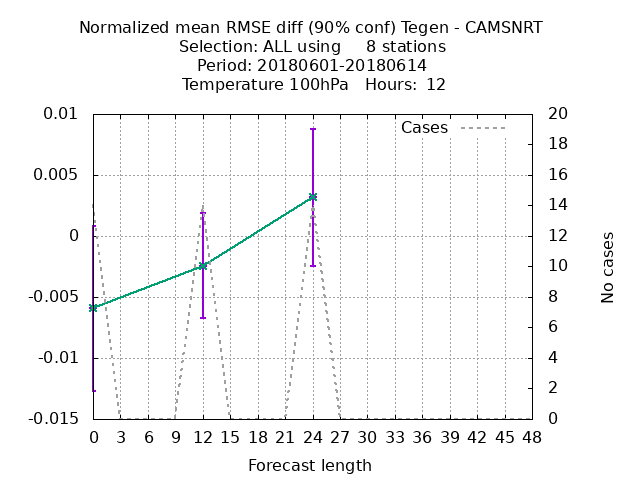 Normalized mean RMSE diff (90% conf) Tegen - CAMSNRT
Selection: ALL using     8 stations
Period: 20180601-20180614
Temperature 100hPa   Hours:  12
0.01
0.005
0
-0.005
-0.01
-0.015
Cases
20
18
16
14
12
10
8
6
4
2
0
No cases
0 3 6 9 12 15 18 21 24 27 30 33 36 39 42 45 48
Forecast length